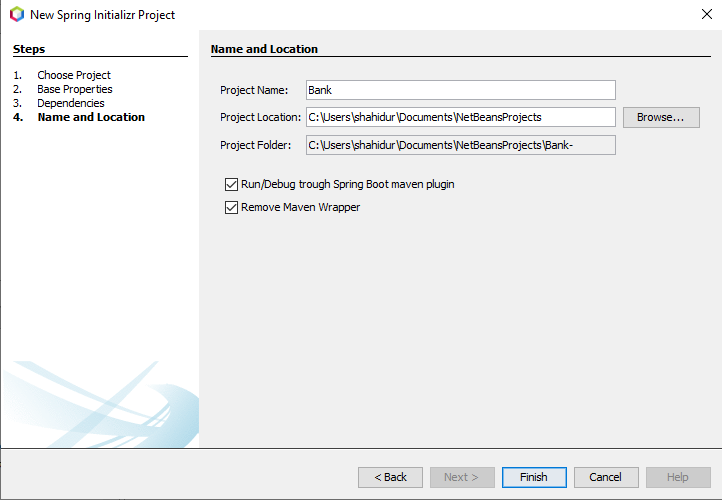 New Spring Initializr Project
Steps
1. Choose Project
2. Base Properties
3. Dependencies
4. Name and Location
Name and Location
Project Name: Bank
Project Location: C:\Users\shahidur\Documents\NetBeansProjects Browse...
Project Folder: C:\Users\shahidur\Documents\NetBeansProjects\Bank-
Run/Debug trough Spring Boot maven plugin
Remove Maven Wrapper
< Back Next > Finish Cancel Help